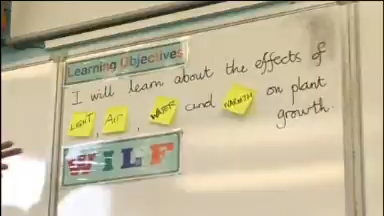 Learning Objectives
I will learn about the effects of
LIGHT, AIR, WATER and WARMTH on plant
growth.
WILF